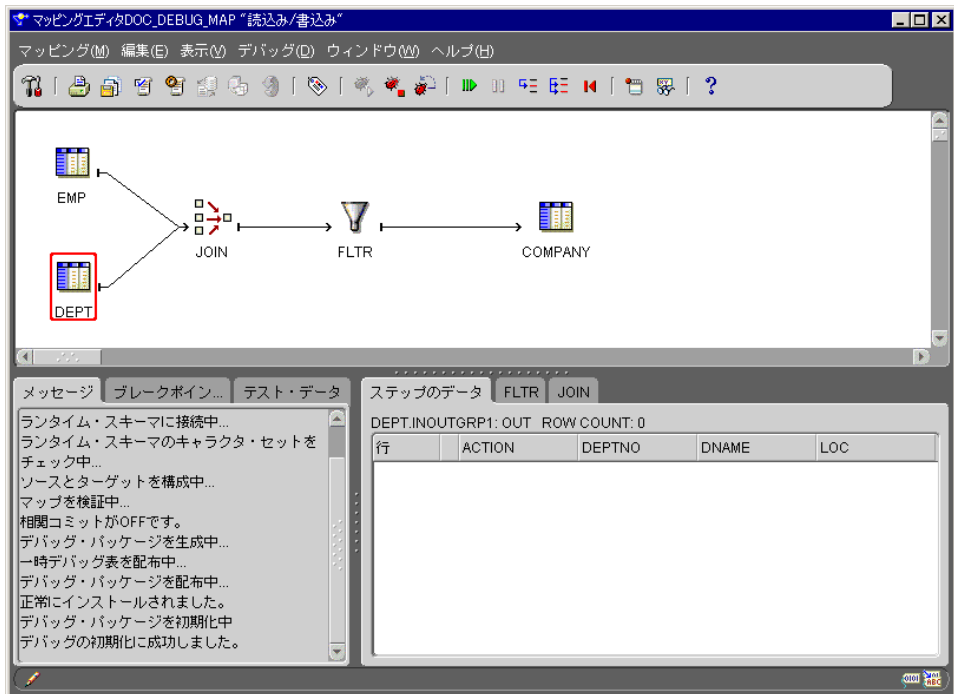 マッピングエディタDOC_DEBUG_MAP “読込み/書込み“
マッピング(M) 編集(E) 表示(V) デバッグ(D) ウィンドウ(W) ヘルプ(H)
EMP
JOIN
FLTR
COMPANY
DEPT
メッセージ ブレークポイン... テスト・データ
ランタイム・スキーマに接続中...
ランタイム・スキーマのキャラクタ・セットを
チェック中...
ソースとターゲットを構成中...
マップを検証中...
相関コミットがOFFです。
デバッグ・パッケージを生成中...
一時デバッグ表を配布中...
デバッグ・パッケージを配布中...
正常にインストールされました。
デバッグ・パッケージを初期化中
デバッグの初期化に成功しました。
ステップのデータ FLTR JOIN
DEPT.INOUTGRP1: OUT ROW COUNT: 0
行 ACTION DEPTNO DNAME LOC